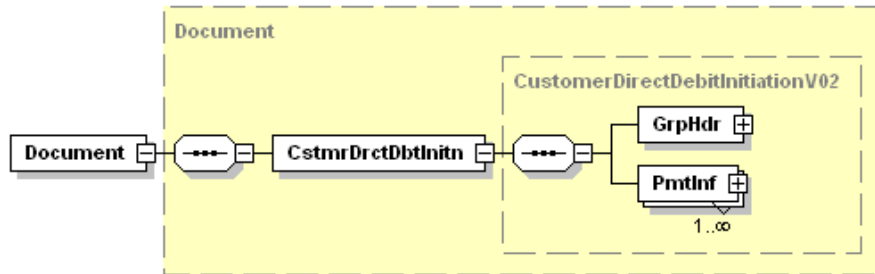 Document
CustomerDirectDebitInitiationV02
GrpHdr
Document
CstmrDrctDbtInitn
PmtInf
1..∞